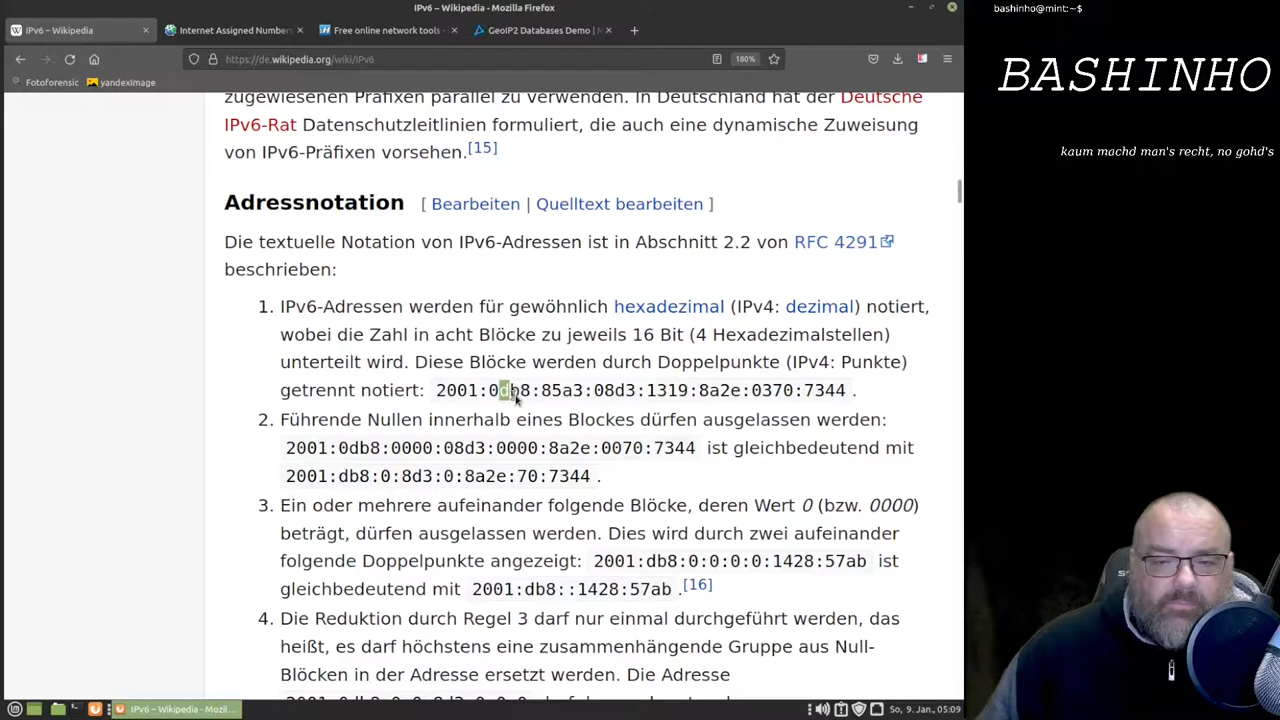 IPv6 – Wikipedia - Mozilla Firefox
bashinho@mint:~$
IPv6 – Wikipedia
Internet Assigned Number
Free online network tools -
GeoIP2 Databases Demo | N
https://de.wikipedia.org/wiki/IPv6
180%
Fotoforensic
yandexImage
BASHINHO
kaum machd man's recht, no gohd's
zugewiesenen Präfixen parallel zu verwenden. In Deutschland hat der Deutsche
IPv6-Rat Datenschutzleitlinien formuliert, die auch eine dynamische Zuweisung
von IPv6-Präfixen vorsehen.[15]
Adressnotation [ Bearbeiten | Quelltext bearbeiten ]
Die textuelle Notation von IPv6-Adressen ist in Abschnitt 2.2 von RFC 4291
beschrieben:
1. IPv6-Adressen werden für gewöhnlich hexadezimal (IPv4: dezimal) notiert,
wobei die Zahl in acht Blöcke zu jeweils 16 Bit (4 Hexadezimalstellen)
unterteilt wird. Diese Blöcke werden durch Doppelpunkte (IPv4: Punkte)
getrennt notiert: 2001:0db8:85a3:08d3:1319:8a2e:0370:7344.
2. Führende Nullen innerhalb eines Blockes dürfen ausgelassen werden:
2001:0db8:0000:08d3:0000:8a2e:0070:7344 ist gleichbedeutend mit
2001:db8:0:8d3:0:8a2e:70:7344.
3. Ein oder mehrere aufeinander folgende Blöcke, deren Wert 0 (bzw. 0000)
beträgt, dürfen ausgelassen werden. Dies wird durch zwei aufeinander
folgende Doppelpunkte angezeigt: 2001:db8:0:0:0:0:1428:57ab ist
gleichbedeutend mit 2001:db8::1428:57ab.[16]
4. Die Reduktion durch Regel 3 darf nur einmal durchgeführt werden, das
heißt, es darf höchstens eine zusammenhängende Gruppe aus Null-
Blöcken in der Adresse ersetzt werden. Die Adresse
IPv6 – Wikipedia - Mozil...
So, 9. Jan., 05:09